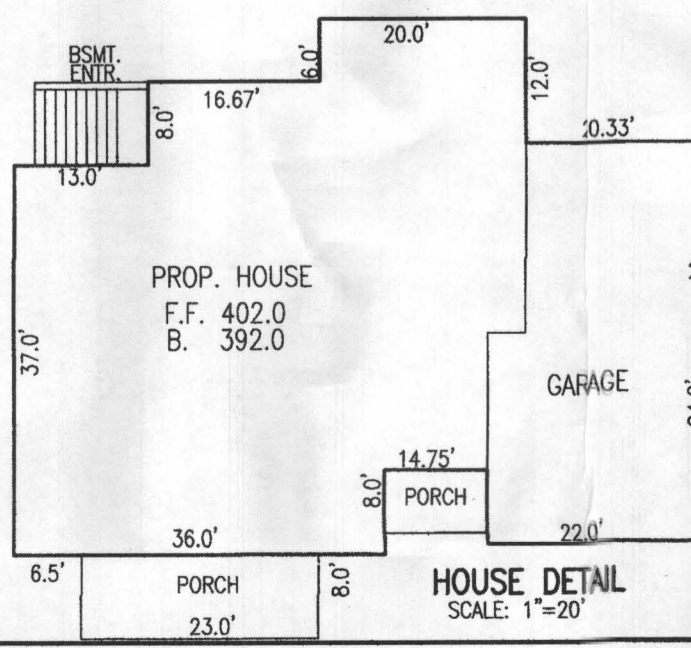 20.0'
6.0'
BSMT.
ENTR.
12.0'
16.67'
8.0'
13.0'
PROP. HOUSE
F.F. 402.0
B. 392.0
37.0'
GARAGE
14.75'
8.0'
PORCH
36.0'
22.0'
6.5'
PORCH
8.0'
23.0'
HOUSE DETAIL
SCALE: 1"=20'